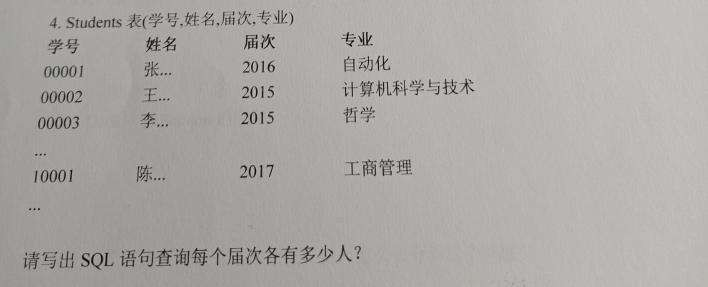 4. Students 表(学号,姓名,届次,专业)
学号 姓名 届次 专业
00001 张... 2016 自动化
00002 王... 2015 计算机科学与技术
00003 李... 2015 哲学
...
10001 陈... 2017 工商管理
...
请写出 SQL 语句查询每个届次各有多少人?